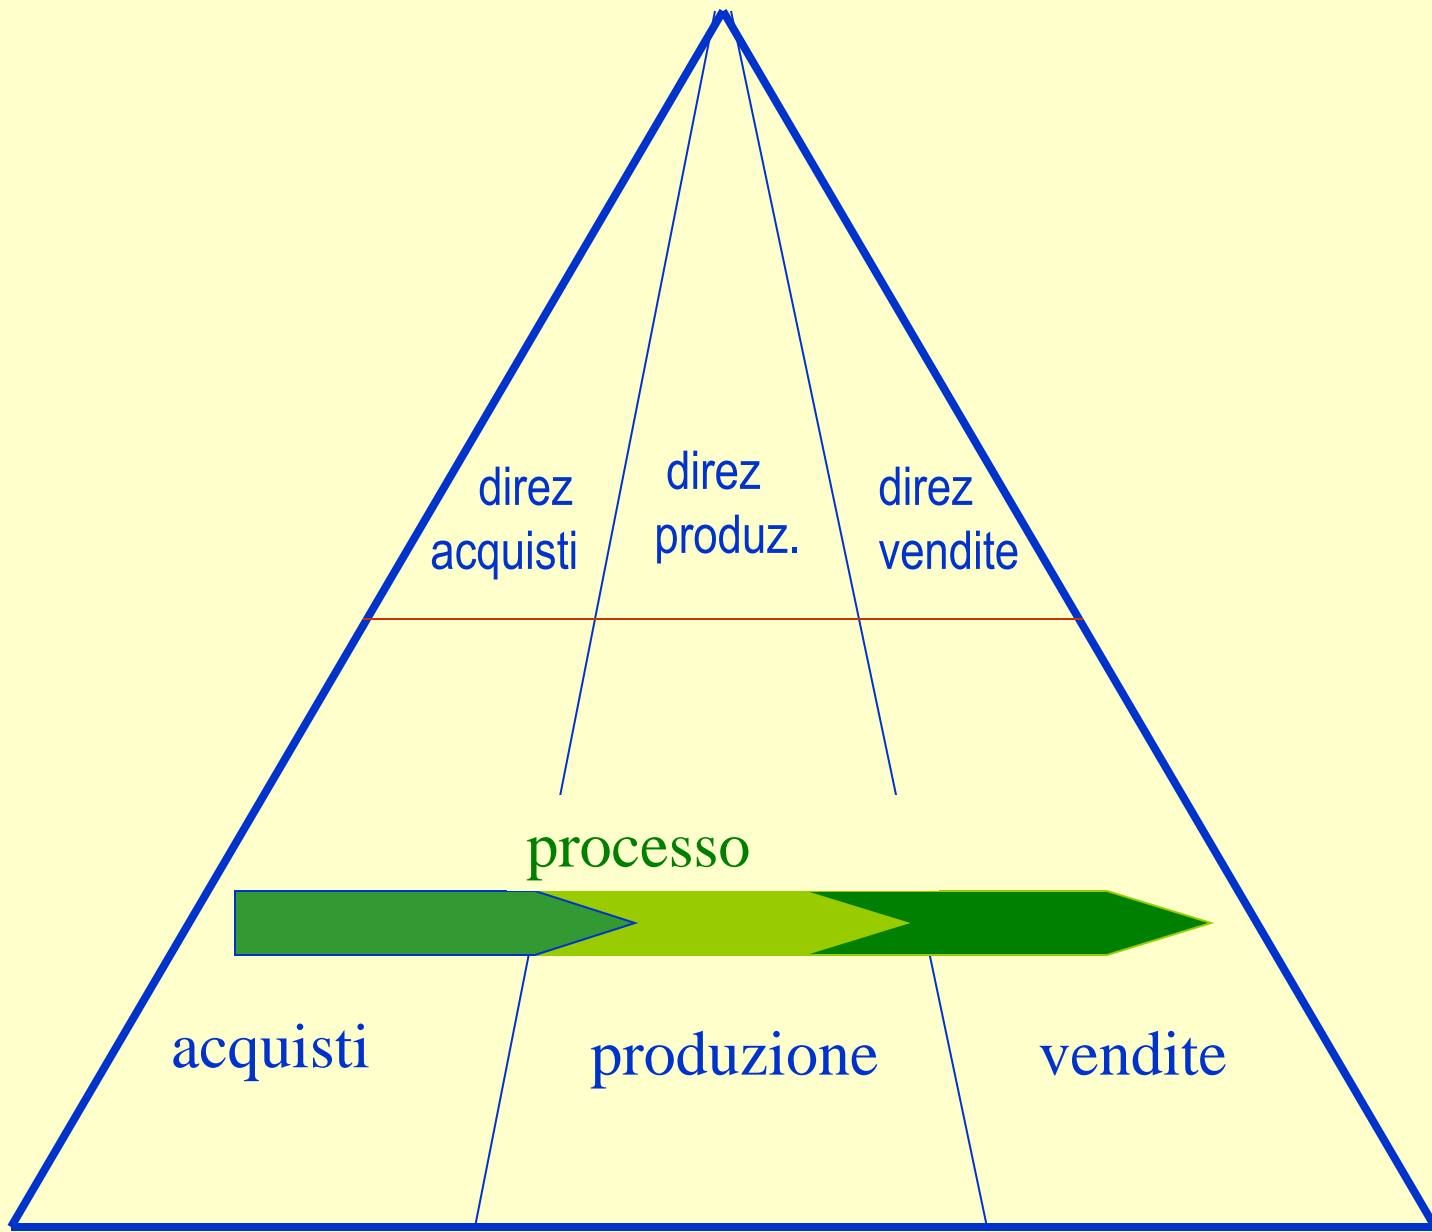 direz
acquisti
direz
produz.
direz
vendite
processo
acquisti
produzione
vendite